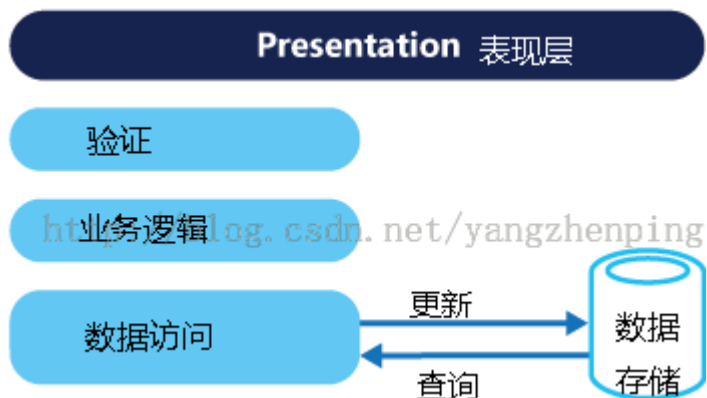 Presentation 表现层
验证
业务逻辑
http://blog.csdn.net/yangzhenping
更新
数据访问
数据
存储
查询